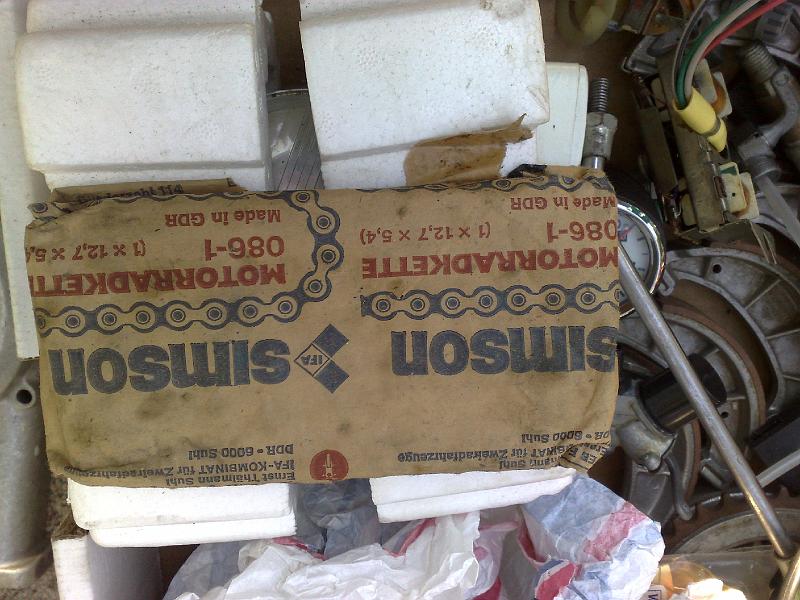 mann, Suhl
KOMBINAT für Zweiradfahrzeuge
DDR • 6000 Suhl
simson
MOTORRADKETTE
086-1 (1 × 12,7 × 5,4)
Made in GDR
Ernst Thälmann Suhl
IFA-KOMBINAT für Zweiradfahrzeuge
DDR • 6000 Suhl
IFA
simson
MOTORRADKETTE
086-1 (1 × 12,7 × 5,4)
Made in GDR